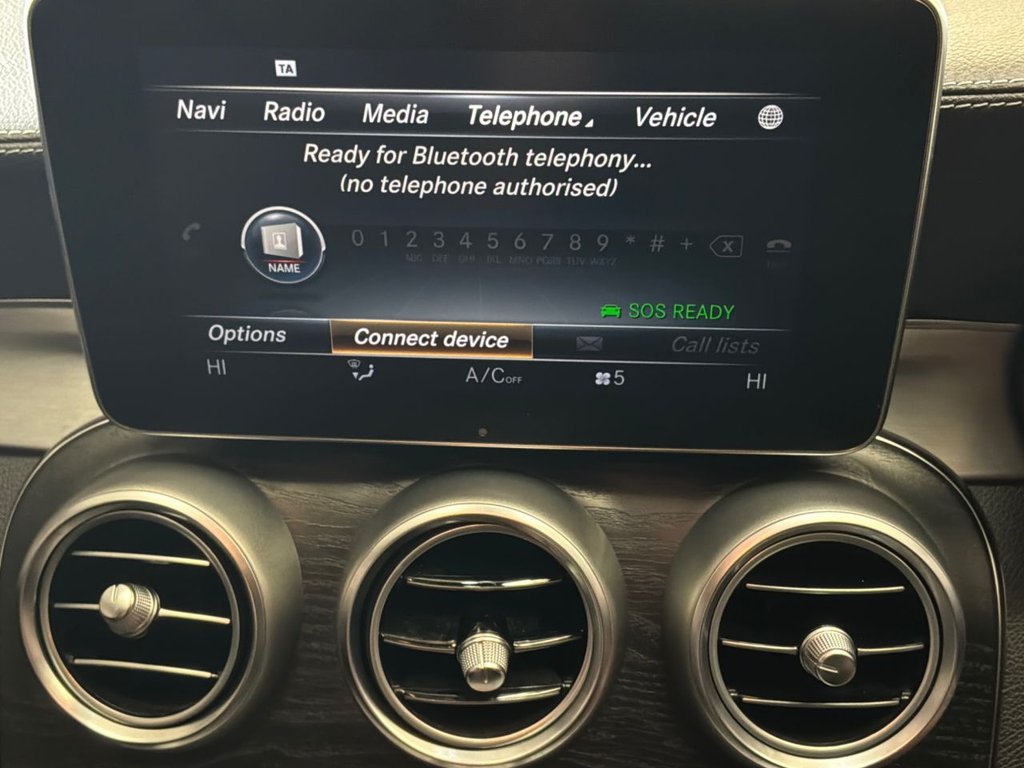 TA
Navi Radio Media Telephone Vehicle
Ready for Bluetooth telephony...
(no telephone authorised)
NAME
0 1 2 3 4 5 6 7 8 9 * # +
ABC DEF GHI JKL MNO PQRS TUV WXYZ
SOS READY
Options Connect device Call lists
HI A/C OFF 5 HI